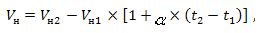 Vн = Vн2 − Vн1 × [1 + α × (t2 − t1)] ,